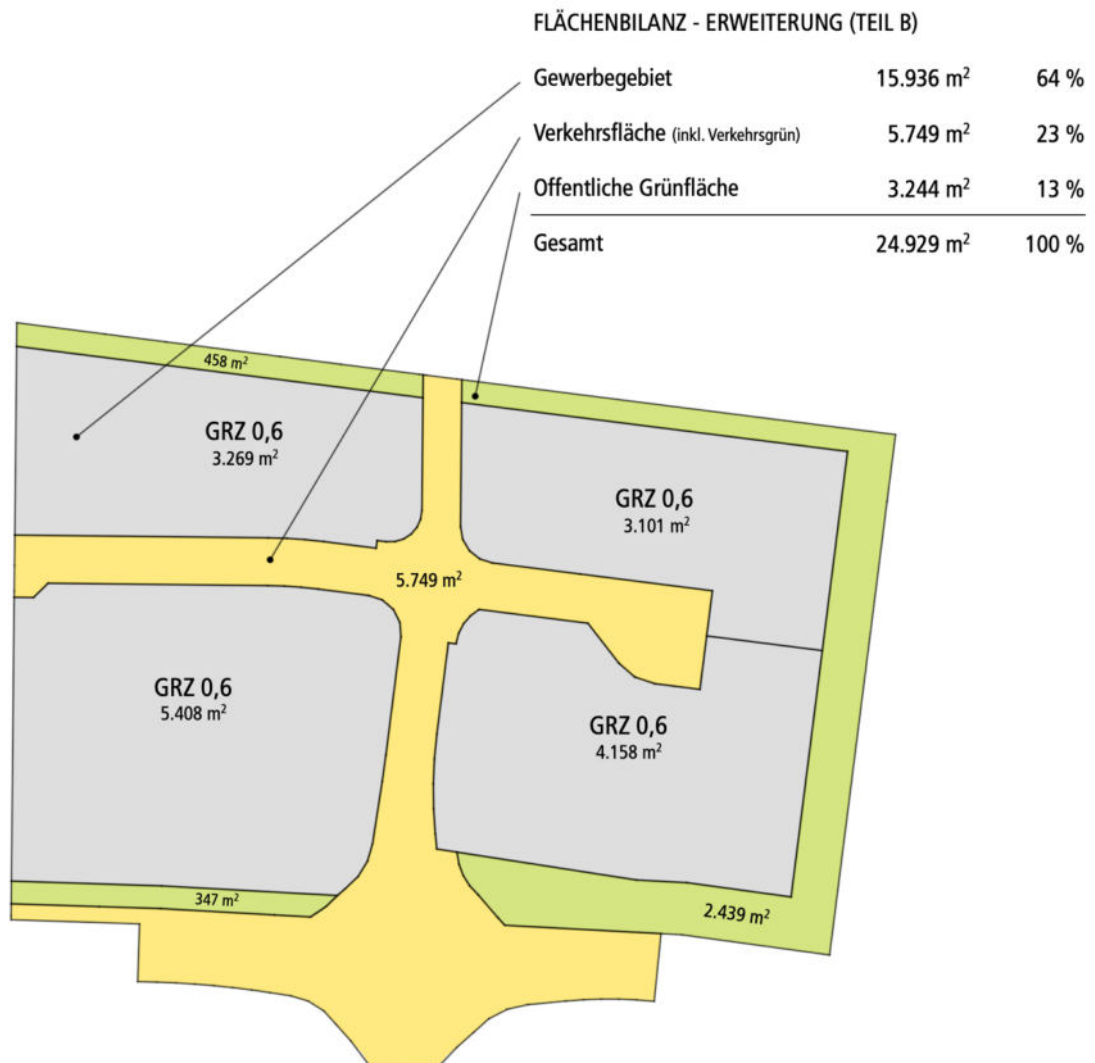 FLÄCHENBILANZ - ERWEITERUNG (TEIL B)
Gewerbegebiet 15.936 m² 64 %
Verkehrsfläche (inkl. Verkehrsgrün) 5.749 m² 23 %
Offentliche Grünfläche 3.244 m² 13 %
Gesamt 24.929 m² 100 %
458 m²
GRZ 0,6
3.269 m²
GRZ 0,6
3.101 m²
5.749 m²
GRZ 0,6
5.408 m²
GRZ 0,6
4.158 m²
347 m²
2.439 m²